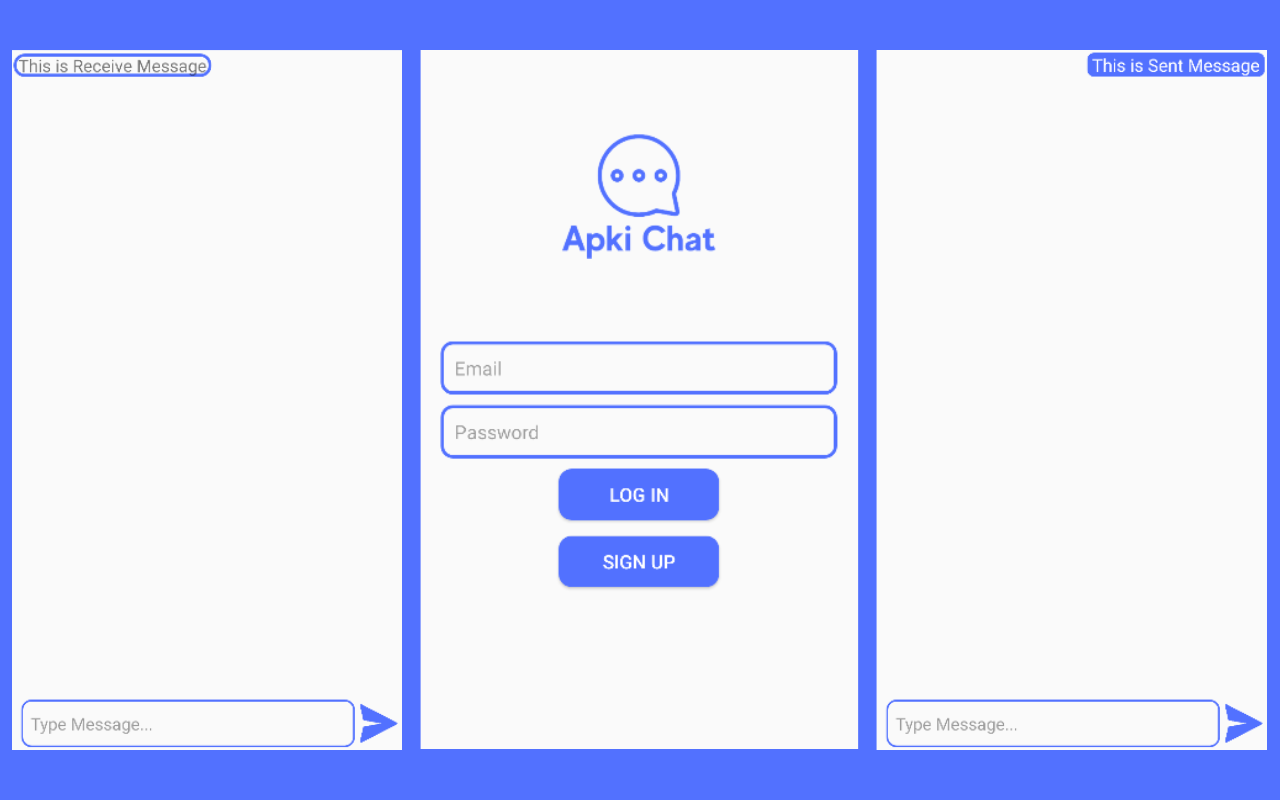 This is Receive Message
Type Message...
Apki Chat
Email
Password
LOG IN
SIGN UP
This is Sent Message
Type Message...